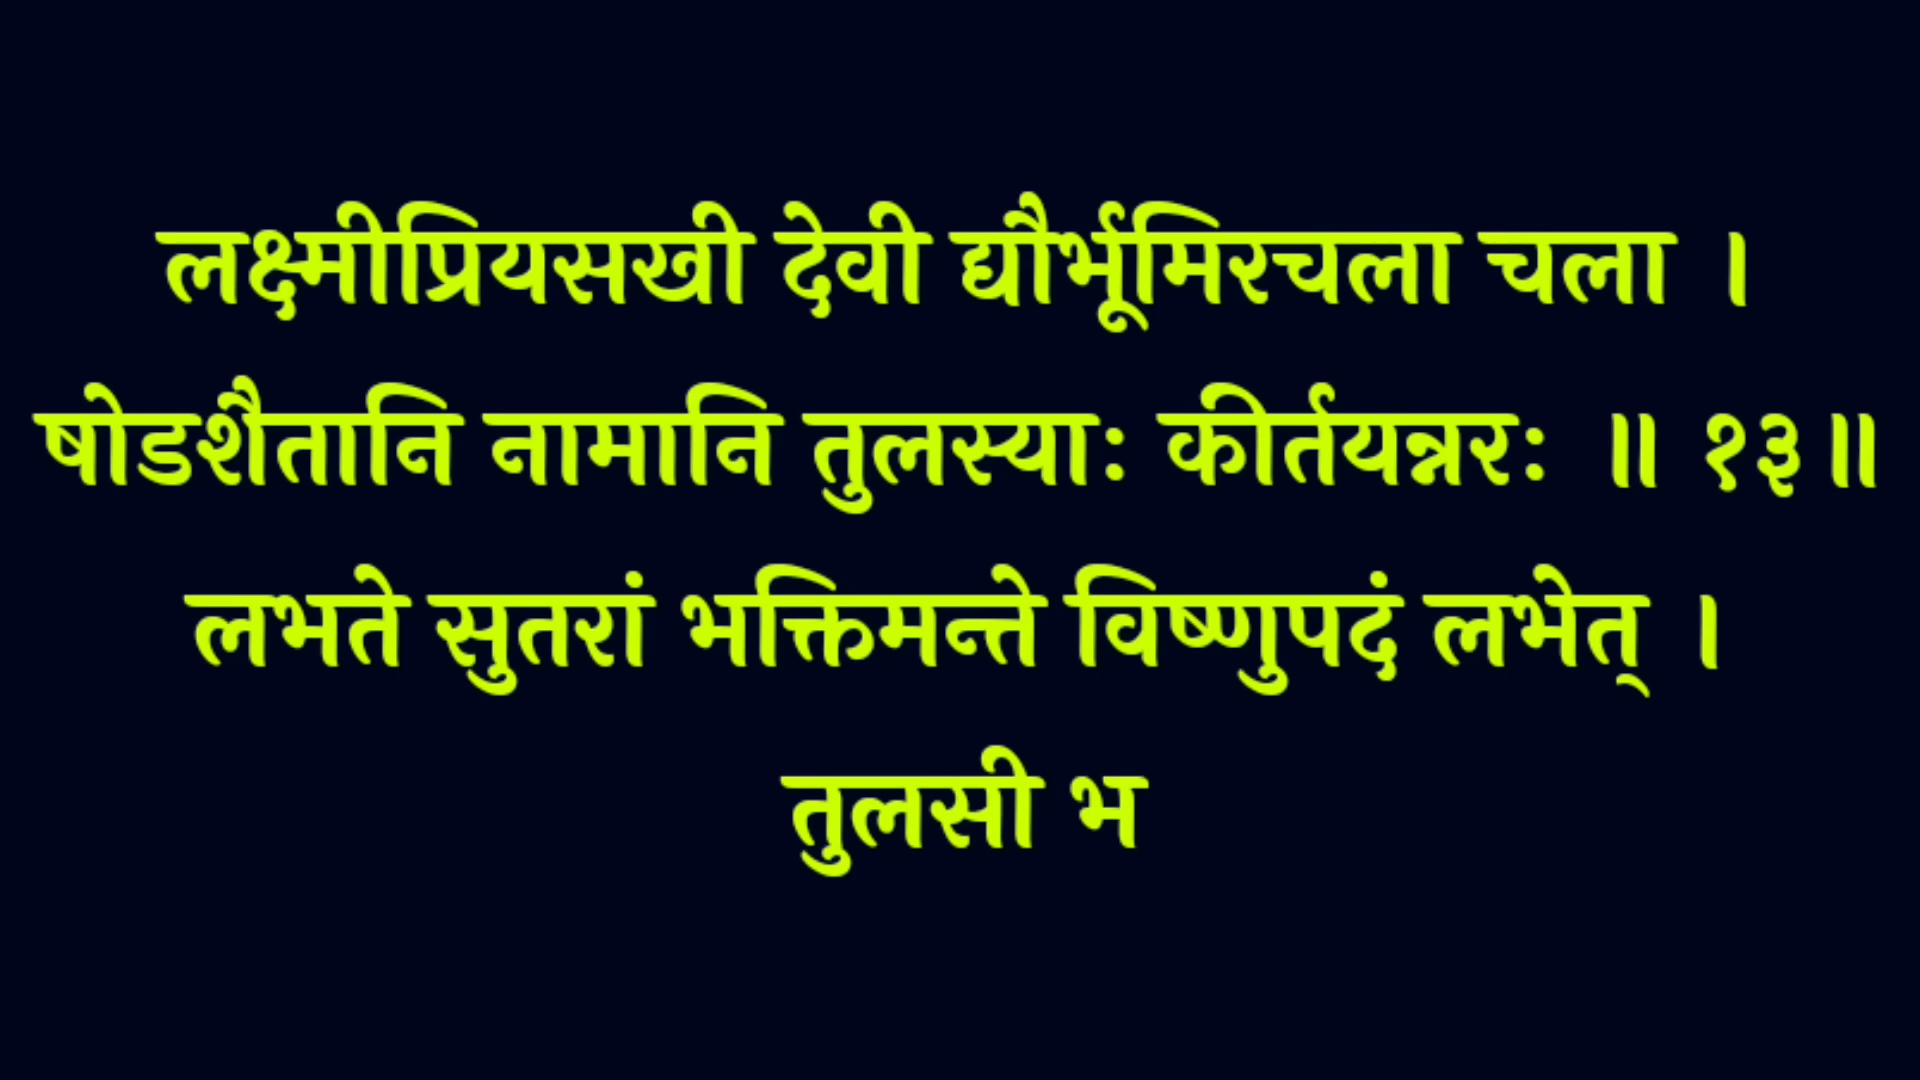 लक्ष्मीप्रियसखी देवी द्यौर्भूमिरचला चला ।
षोडशैतानि नामानि तुलस्याः कीर्तयन्नरः ॥ १३॥
लभते सुतरां भक्तिमन्ते विष्णुपदं लभेत् ।
तुलसी भ